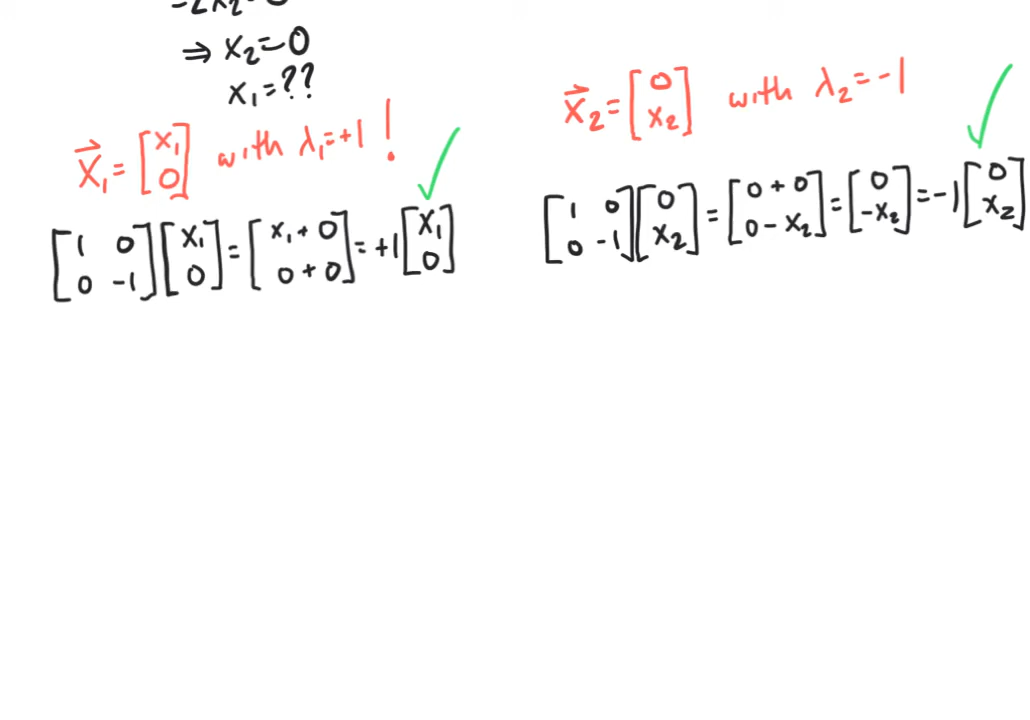 -2x₂=0
⇒ x₂=0
x₁=??
x⃗₁=[x₁; 0] with λ₁=+1 !
[1 0; 0 -1][x₁; 0]=[x₁+0; 0+0]=+1[x₁; 0]
x⃗₂=[0; x₂] with λ₂=-1
[1 0; 0 -1][0; x₂]=[0+0; 0-x₂]=[0; -x₂]=-1[0; x₂]